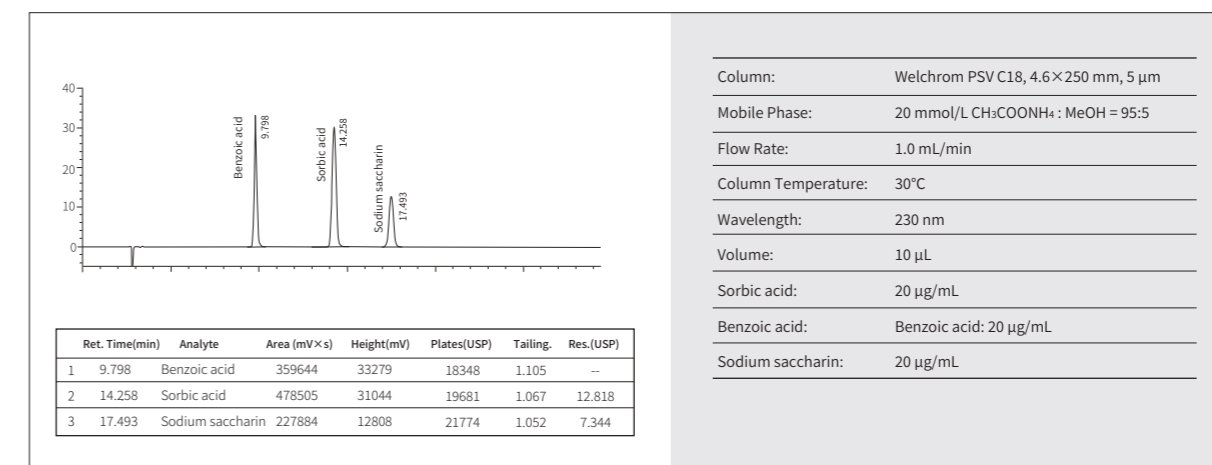 40
30
20
10
0
Benzoic acid
9.798
Sorbic acid
14.258
Sodium saccharin
17.493
Ret. Time(min) Analyte Area (mV×s) Height(mV) Plates(USP) Tailing. Res.(USP)
1 9.798 Benzoic acid 359644 33279 18348 1.105 --
2 14.258 Sorbic acid 478505 31044 19681 1.067 12.818
3 17.493 Sodium saccharin 227884 12808 21774 1.052 7.344
Column: Welchrom PSV C18, 4.6×250 mm, 5 μm
Mobile Phase: 20 mmol/L CH₃COONH₄ : MeOH = 95:5
Flow Rate: 1.0 mL/min
Column Temperature: 30°C
Wavelength: 230 nm
Volume: 10 μL
Sorbic acid: 20 μg/mL
Benzoic acid: Benzoic acid: 20 μg/mL
Sodium saccharin: 20 μg/mL